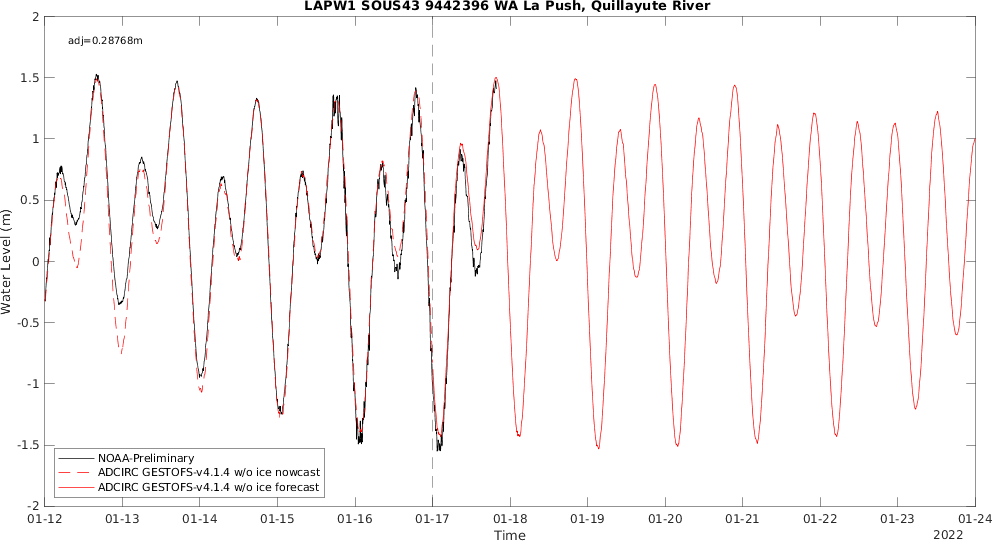 LAPW1 SOUS43 9442396 WA La Push, Quillayute River
adj=0.28768m
2
1.5
1
0.5
0
-0.5
-1
-1.5
-2
Water Level (m)
NOAA-Preliminary
ADCIRC GESTOFS-v4.1.4 w/o ice nowcast
ADCIRC GESTOFS-v4.1.4 w/o ice forecast
01-12 01-13 01-14 01-15 01-16 01-17 01-18 01-19 01-20 01-21 01-22 01-23 01-24
Time
2022